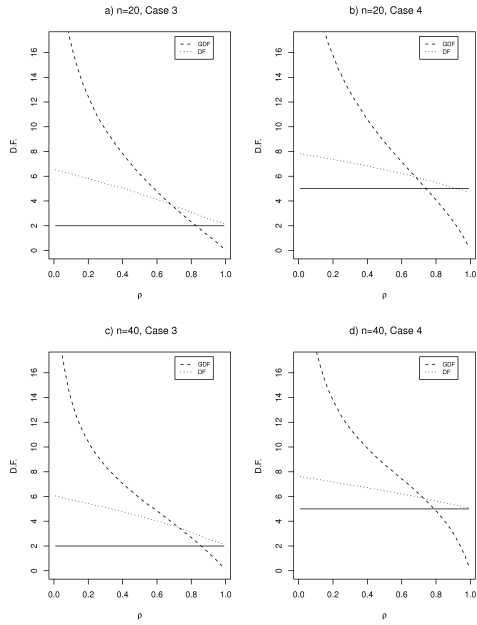 a) n=20, Case 3
b) n=20, Case 4
D.F.
0 2 4 6 8 10 12 14 16
GDF
DF
0.0 0.2 0.4 0.6 0.8 1.0
ρ
D.F.
0 2 4 6 8 10 12 14 16
GDF
DF
0.0 0.2 0.4 0.6 0.8 1.0
ρ
c) n=40, Case 3
d) n=40, Case 4
D.F.
0 2 4 6 8 10 12 14 16
GDF
DF
0.0 0.2 0.4 0.6 0.8 1.0
ρ
D.F.
0 2 4 6 8 10 12 14 16
GDF
DF
0.0 0.2 0.4 0.6 0.8 1.0
ρ